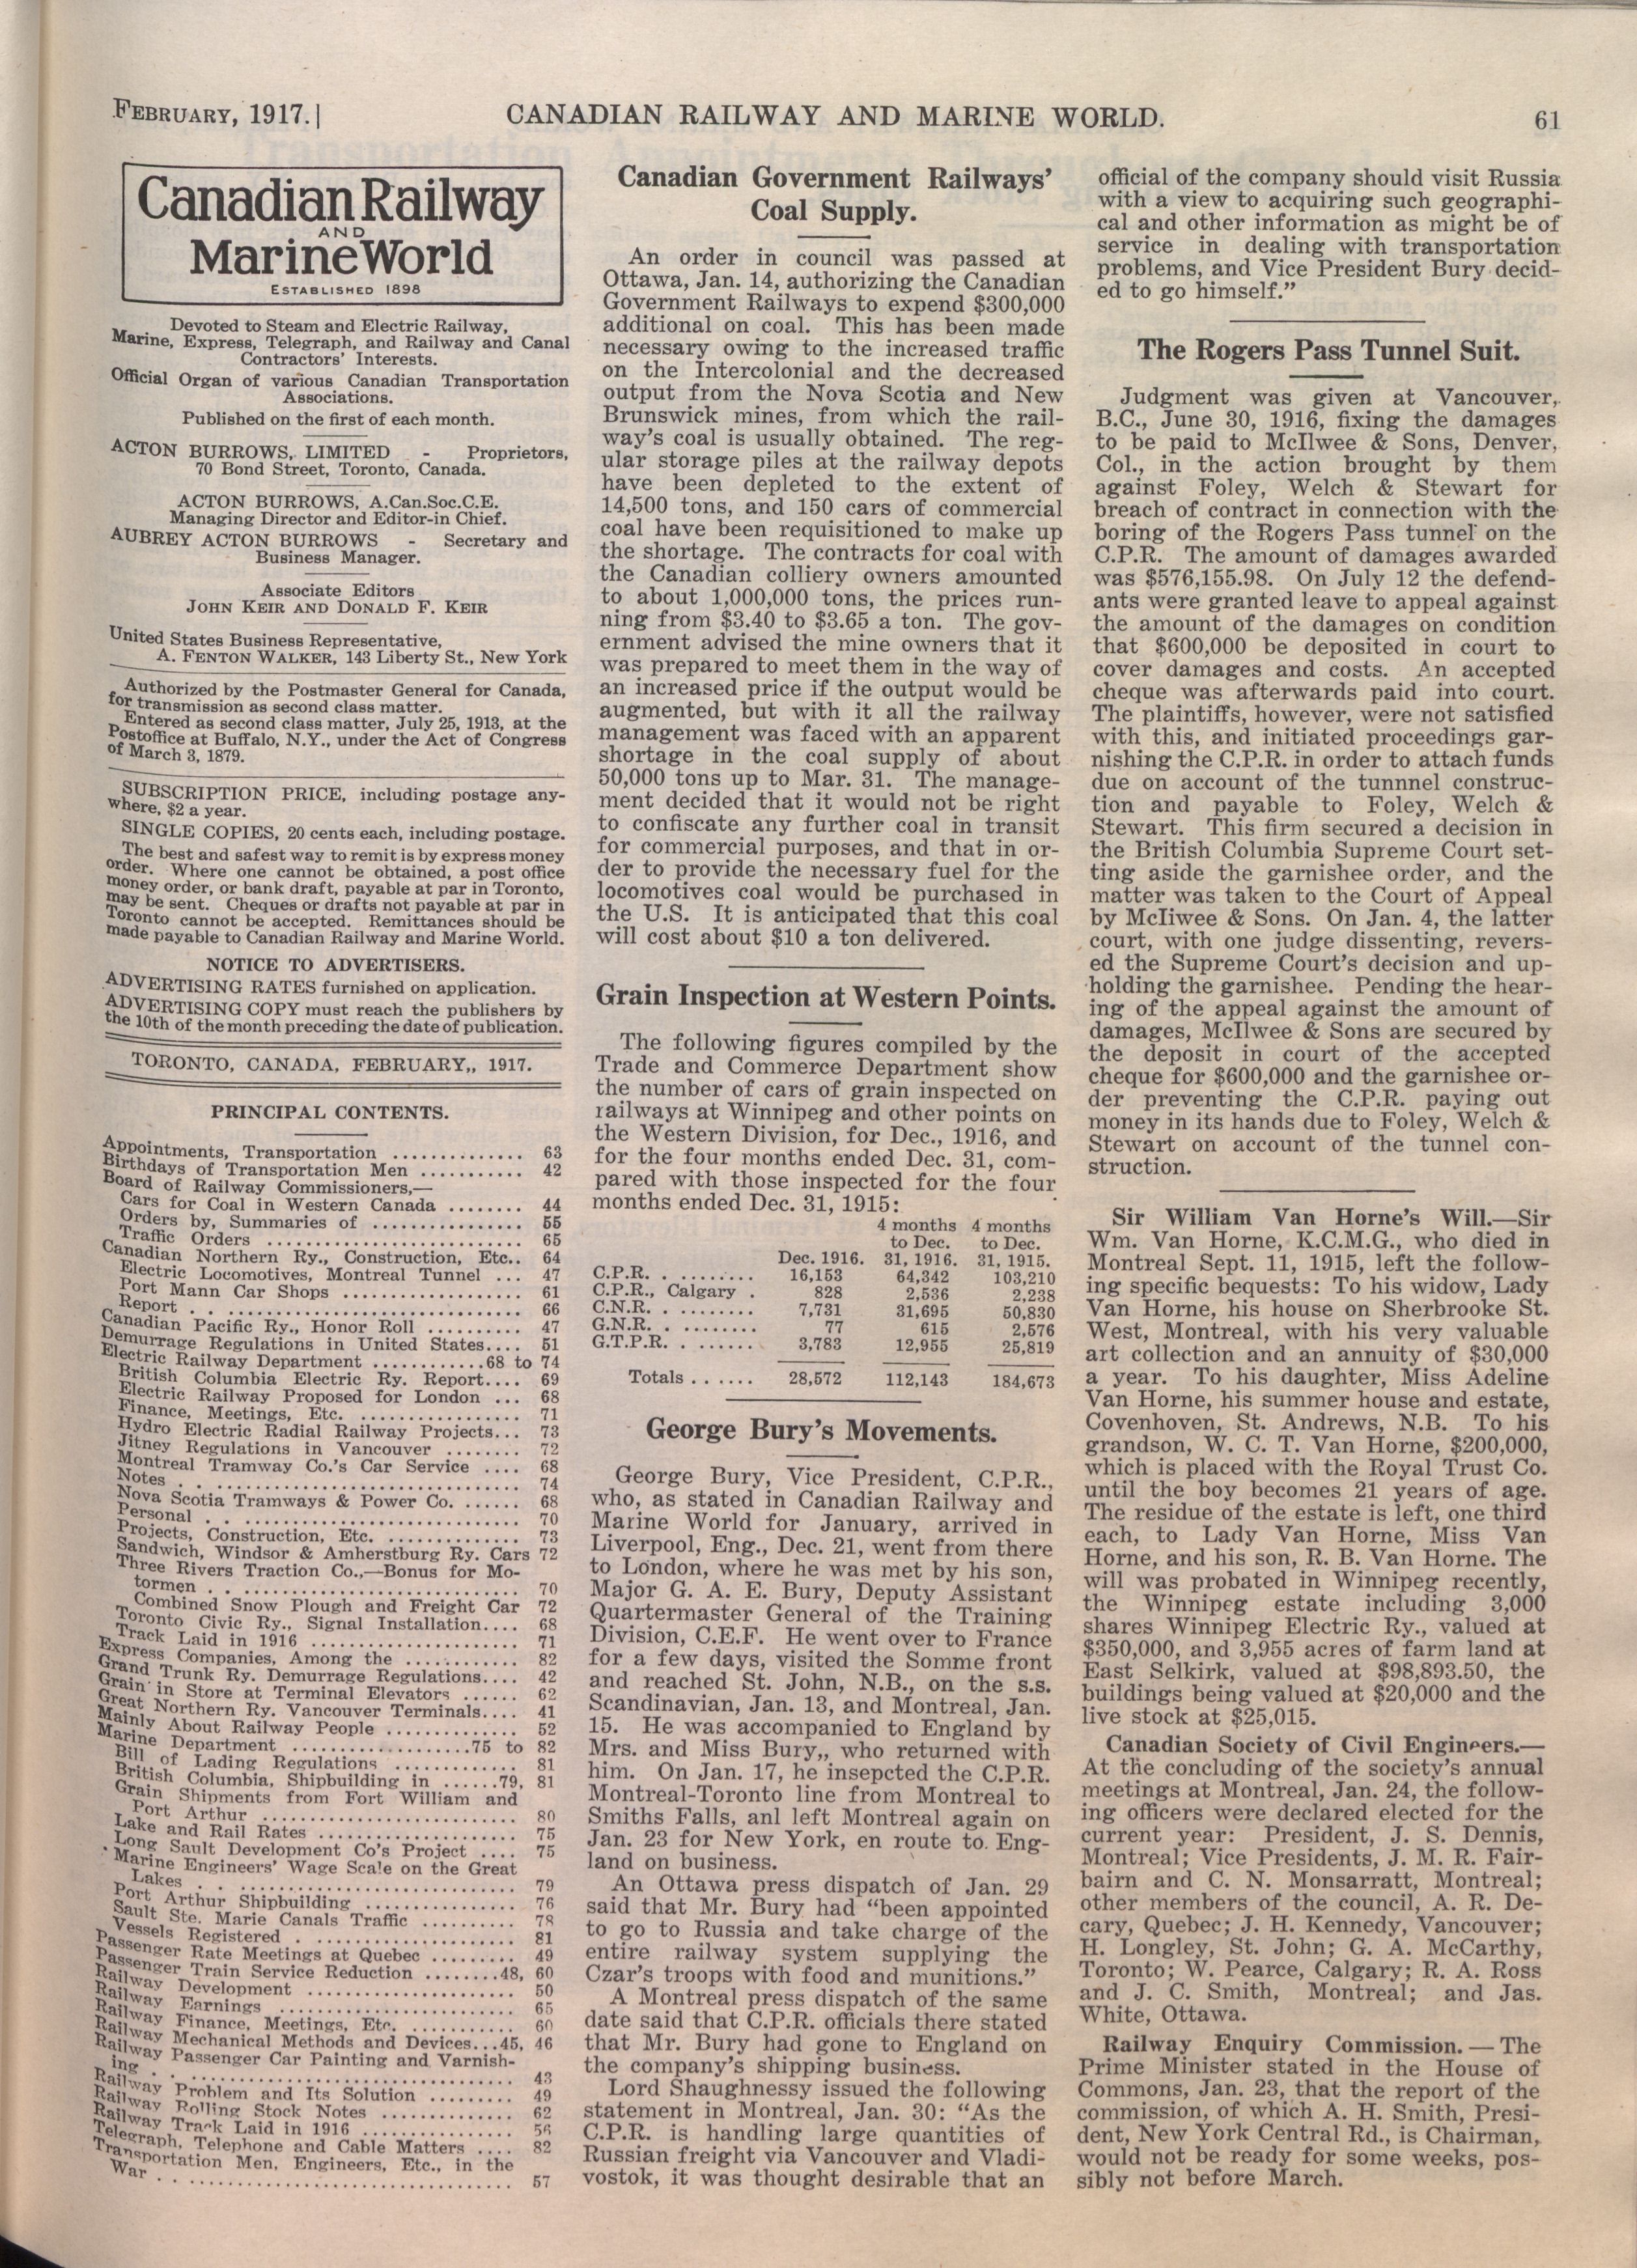 FEBRUARY, 1917.|
CANADIAN RAILWAY AND MARINE WORLD.
61
Canadian Railway
AND
Marine World
ESTABLISHED 1898
Devoted to Steam and Electric Railway,
Marine, Express, Telegraph, and Railway and Canal
Contractors' Interests.
Official Organ of various Canadian Transportation
Associations.
Published on the first of each month.
ACTON BURROWS, LIMITED - Proprietors,
70 Bond Street, Toronto, Canada.
ACTON BURROWS, A.Can.Soc.C.E.
Managing Director and Editor-in Chief.
AUBREY ACTON BURROWS - Secretary and
Business Manager.
Associate Editors
JOHN KEIR AND DONALD F. KEIR
United States Business Representative,
A. FENTON WALKER, 143 Liberty St., New York
Authorized by the Postmaster General for Canada,
for transmission as second class matter.
Entered as second class matter, July 25, 1913, at the
Postoffice at Buffalo, N.Y., under the Act of Congress
of March 3, 1879.
SUBSCRIPTION PRICE, including postage any-
where, $2 a year.
SINGLE COPIES, 20 cents each, including postage.
The best and safest way to remit is by express money
order. Where one cannot be obtained, a post office
money order, or bank draft, payable at par in Toronto,
may be sent. Cheques or drafts not payable at par in
Toronto cannot be accepted. Remittances should be
made payable to Canadian Railway and Marine World.
NOTICE TO ADVERTISERS.
ADVERTISING RATES furnished on application.
ADVERTISING COPY must reach the publishers by
the 10th of the month preceding the date of publication.
TORONTO, CANADA, FEBRUARY,, 1917.
PRINCIPAL CONTENTS.
Appointments, Transportation ............. 63
Birthdays of Transportation Men .......... 42
Board of Railway Commissioners,—
Cars for Coal in Western Canada ........ 44
Orders by, Summaries of ................ 55
Traffic Orders .......................... 65
Canadian Northern Ry., Construction, Etc.. 64
Electric Locomotives, Montreal Tunnel ... 47
Port Mann Car Shops .................. 61
Report . . .............................. 66
Canadian Pacific Ry., Honor Roll .......... 47
Demurrage Regulations in United States.... 51
Electric Railway Department ............68 to 74
British Columbia Electric Ry. Report.... 69
Electric Railway Proposed for London ... 68
Finance, Meetings, Etc. ................. 71
Hydro Electric Radial Railway Projects... 73
Jitney Regulations in Vancouver ........ 72
Montreal Tramway Co.'s Car Service .... 68
Notes . . ............................... 74
Nova Scotia Tramways & Power Co. ...... 68
Personal . . ............................. 70
Projects, Construction, Etc. .............. 73
Sandwich, Windsor & Amherstburg Ry. Cars 72
Three Rivers Traction Co.,—Bonus for Mo-
tormen . . .............................. 70
Combined Snow Plough and Freight Car 72
Toronto Civic Ry., Signal Installation.... 68
Track Laid in 1916 ..................... 71
Express Companies, Among the ............ 82
Grand Trunk Ry. Demurrage Regulations.... 42
Grain in Store at Terminal Elevators ...... 62
Great Northern Ry. Vancouver Terminals.... 41
Mainly About Railway People ............. 52
Marine Department ...................75 to 82
Bill of Lading Regulations ............. 81
British Columbia, Shipbuilding in ......79, 81
Grain Shipments from Fort William and
Port Arthur .......................... 80
Lake and Rail Rates .................... 75
Long Sault Development Co's Project .... 75
Marine Engineers' Wage Scale on the Great
Lakes . . .............................. 79
Port Arthur Shipbuilding ................ 76
Sault Ste. Marie Canals Traffic .......... 78
Vessels Registered . ..................... 81
Passenger Rate Meetings at Quebec ......... 49
Passenger Train Service Reduction ........48, 60
Railway Development ..................... 50
Railway Earnings ........................ 65
Railway Finance, Meetings, Etc. ........... 60
Railway Mechanical Methods and Devices...45, 46
Railway Passenger Car Painting and Varnish-
ing . . .................................. 43
Railway Problem and Its Solution ......... 49
Railway Rolling Stock Notes .............. 62
Railway Track Laid in 1916 ................ 56
Telegraph, Telephone and Cable Matters .... 82
Transportation Men, Engineers, Etc., in the
War . . ................................. 57
Canadian Government Railways'
Coal Supply.
An order in council was passed at
Ottawa, Jan. 14, authorizing the Canadian
Government Railways to expend $300,000
additional on coal. This has been made
necessary owing to the increased traffic
on the Intercolonial and the decreased
output from the Nova Scotia and New
Brunswick mines, from which the rail-
way's coal is usually obtained. The reg-
ular storage piles at the railway depots
have been depleted to the extent of
14,500 tons, and 150 cars of commercial
coal have been requisitioned to make up
the shortage. The contracts for coal with
the Canadian colliery owners amounted
to about 1,000,000 tons, the prices run-
ning from $3.40 to $3.65 a ton. The gov-
ernment advised the mine owners that it
was prepared to meet them in the way of
an increased price if the output would be
augmented, but with it all the railway
management was faced with an apparent
shortage in the coal supply of about
50,000 tons up to Mar. 31. The manage-
ment decided that it would not be right
to confiscate any further coal in transit
for commercial purposes, and that in or-
der to provide the necessary fuel for the
locomotives coal would be purchased in
the U.S. It is anticipated that this coal
will cost about $10 a ton delivered.
Grain Inspection at Western Points.
The following figures compiled by the
Trade and Commerce Department show
the number of cars of grain inspected on
railways at Winnipeg and other points on
the Western Division, for Dec., 1916, and
for the four months ended Dec. 31, com-
pared with those inspected for the four
months ended Dec. 31, 1915:
4 months 4 months
to Dec. to Dec.
Dec. 1916. 31, 1916. 31, 1915.
C.P.R. . ........ 16,153 64,342 103,210
C.P.R., Calgary . 828 2,536 2,238
C.N.R. . ......... 7,731 31,695 50,830
G.N.R. . ........ 77 615 2,576
G.T.P.R. . ....... 3,783 12,955 25,819
Totals . . . . . . 28,572 112,143 184,673
George Bury's Movements.
George Bury, Vice President, C.P.R.,
who, as stated in Canadian Railway and
Marine World for January, arrived in
Liverpool, Eng., Dec. 21, went from there
to London, where he was met by his son,
Major G. A. E. Bury, Deputy Assistant
Quartermaster General of the Training
Division, C.E.F. He went over to France
for a few days, visited the Somme front
and reached St. John, N.B., on the s.s.
Scandinavian, Jan. 13, and Montreal, Jan.
15. He was accompanied to England by
Mrs. and Miss Bury,, who returned with
him. On Jan. 17, he insepcted the C.P.R.
Montreal-Toronto line from Montreal to
Smiths Falls, anl left Montreal again on
Jan. 23 for New York, en route to. Eng-
land on business.
An Ottawa press dispatch of Jan. 29
said that Mr. Bury had "been appointed
to go to Russia and take charge of the
entire railway system supplying the
Czar's troops with food and munitions."
A Montreal press dispatch of the same
date said that C.P.R. officials there stated
that Mr. Bury had gone to England on
the company's shipping business.
Lord Shaughnessy issued the following
statement in Montreal, Jan. 30: "As the
C.P.R. is handling large quantities of
Russian freight via Vancouver and Vladi-
vostok, it was thought desirable that an
official of the company should visit Russia
with a view to acquiring such geographi-
cal and other information as might be of
service in dealing with transportation
problems, and Vice President Bury decid-
ed to go himself."
The Rogers Pass Tunnel Suit.
Judgment was given at Vancouver,
B.C., June 30, 1916, fixing the damages
to be paid to McIlwee & Sons, Denver,
Col., in the action brought by them
against Foley, Welch & Stewart for
breach of contract in connection with the
boring of the Rogers Pass tunnel on the
C.P.R. The amount of damages awarded
was $576,155.98. On July 12 the defend-
ants were granted leave to appeal against
the amount of the damages on condition
that $600,000 be deposited in court to
cover damages and costs. An accepted
cheque was afterwards paid into court.
The plaintiffs, however, were not satisfied
with this, and initiated proceedings gar-
nishing the C.P.R. in order to attach funds
due on account of the tunnnel construc-
tion and payable to Foley, Welch &
Stewart. This firm secured a decision in
the British Columbia Supreme Court set-
ting aside the garnishee order, and the
matter was taken to the Court of Appeal
by McIiwee & Sons. On Jan. 4, the latter
court, with one judge dissenting, revers-
ed the Supreme Court's decision and up-
holding the garnishee. Pending the hear-
ing of the appeal against the amount of
damages, McIlwee & Sons are secured by
the deposit in court of the accepted
cheque for $600,000 and the garnishee or-
der preventing the C.P.R. paying out
money in its hands due to Foley, Welch &
Stewart on account of the tunnel con-
struction.
Sir William Van Horne's Will.—Sir
Wm. Van Horne, K.C.M.G., who died in
Montreal Sept. 11, 1915, left the follow-
ing specific bequests: To his widow, Lady
Van Horne, his house on Sherbrooke St.
West, Montreal, with his very valuable
art collection and an annuity of $30,000
a year. To his daughter, Miss Adeline
Van Horne, his summer house and estate,
Covenhoven, St. Andrews, N.B. To his
grandson, W. C. T. Van Horne, $200,000,
which is placed with the Royal Trust Co.
until the boy becomes 21 years of age.
The residue of the estate is left, one third
each, to Lady Van Horne, Miss Van
Horne, and his son, R. B. Van Horne. The
will was probated in Winnipeg recently,
the Winnipeg estate including 3,000
shares Winnipeg Electric Ry., valued at
$350,000, and 3,955 acres of farm land at
East Selkirk, valued at $98,893.50, the
buildings being valued at $20,000 and the
live stock at $25,015.
Canadian Society of Civil Engineers.—
At the concluding of the society's annual
meetings at Montreal, Jan. 24, the follow-
ing officers were declared elected for the
current year: President, J. S. Dennis,
Montreal; Vice Presidents, J. M. R. Fair-
bairn and C. N. Monsarratt, Montreal;
other members of the council, A. R. De-
cary, Quebec; J. H. Kennedy, Vancouver;
H. Longley, St. John; G. A. McCarthy,
Toronto; W. Pearce, Calgary; R. A. Ross
and J. C. Smith, Montreal; and Jas.
White, Ottawa.
Railway Enquiry Commission.—The
Prime Minister stated in the House of
Commons, Jan. 23, that the report of the
commission, of which A. H. Smith, Presi-
dent, New York Central Rd., is Chairman,
would not be ready for some weeks, pos-
sibly not before March.